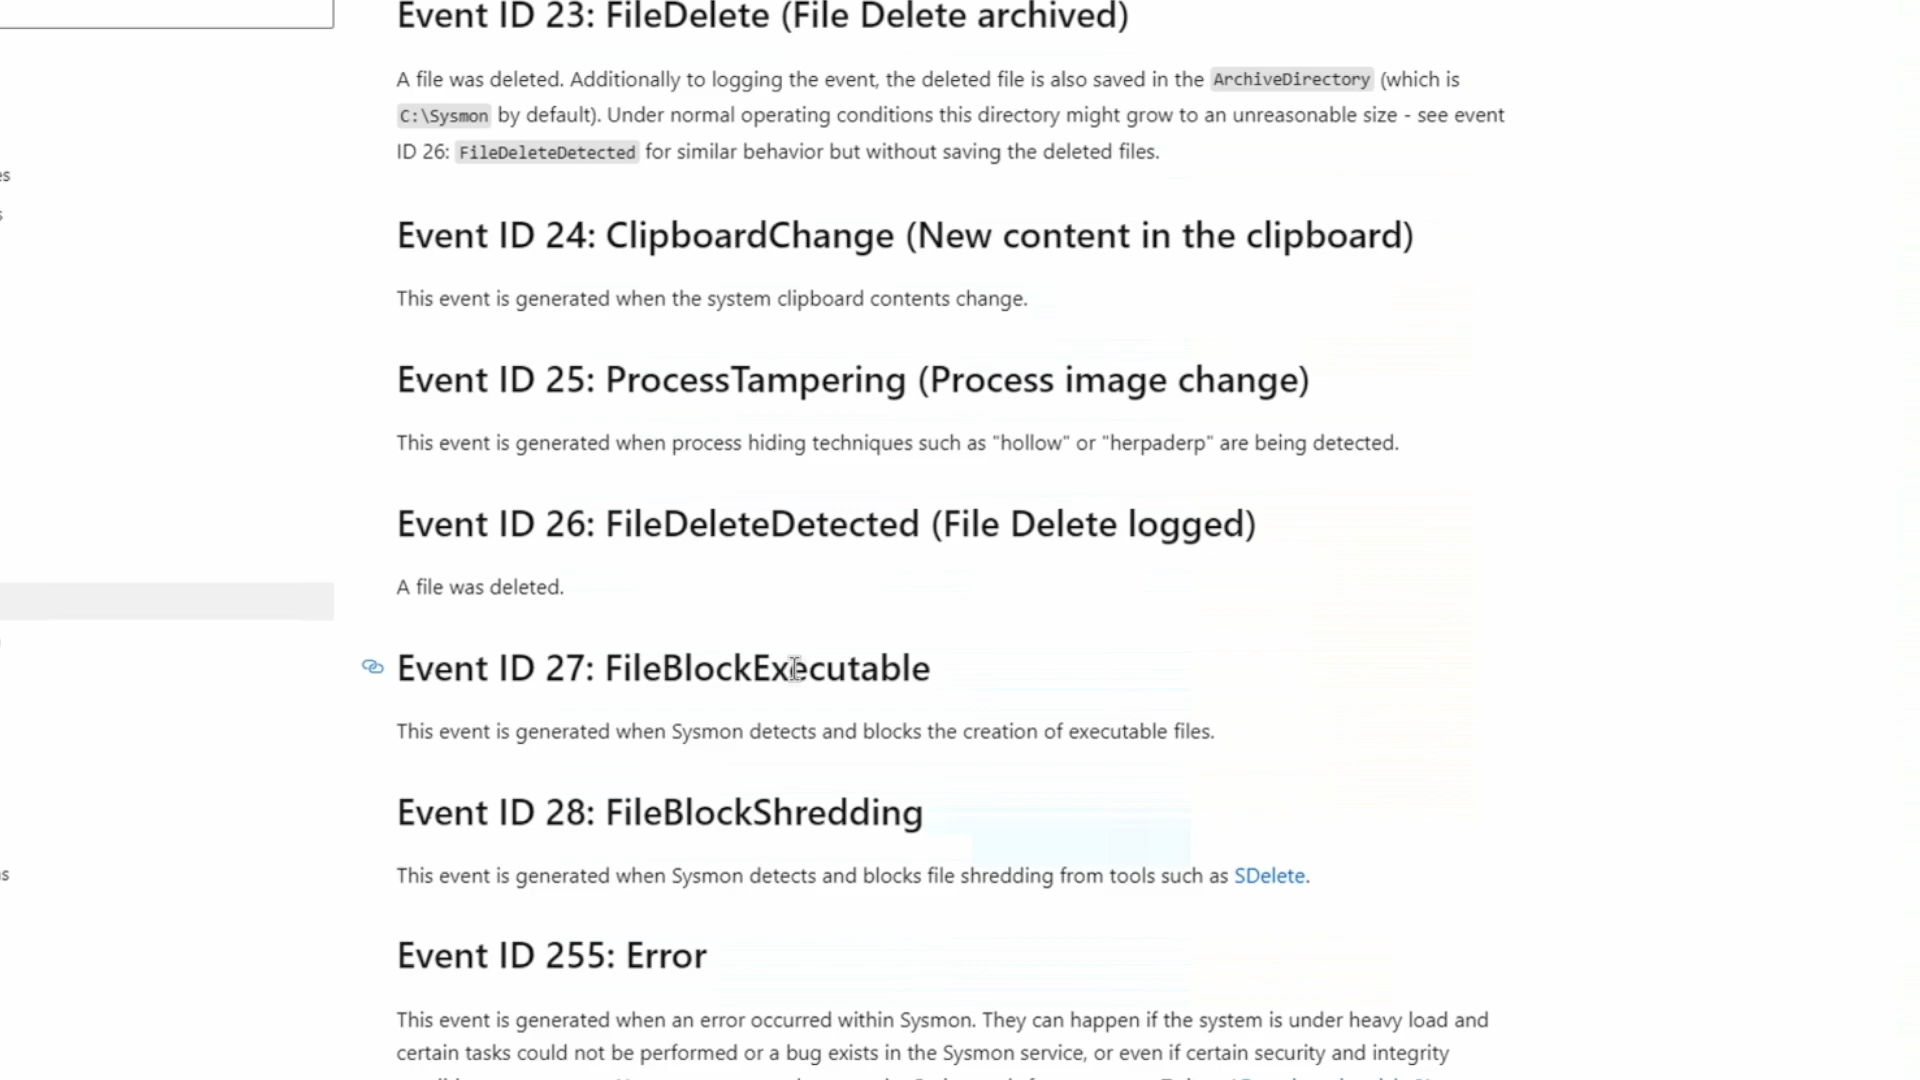 Event ID 23: FileDelete (File Delete archived)
A file was deleted. Additionally to logging the event, the deleted file is also saved in the ArchiveDirectory (which is
C:\Sysmon by default). Under normal operating conditions this directory might grow to an unreasonable size - see event
ID 26: FileDeleteDetected for similar behavior but without saving the deleted files.
Event ID 24: ClipboardChange (New content in the clipboard)
This event is generated when the system clipboard contents change.
Event ID 25: ProcessTampering (Process image change)
This event is generated when process hiding techniques such as "hollow" or "herpaderp" are being detected.
Event ID 26: FileDeleteDetected (File Delete logged)
A file was deleted.
Event ID 27: FileBlockExecutable
This event is generated when Sysmon detects and blocks the creation of executable files.
Event ID 28: FileBlockShredding
This event is generated when Sysmon detects and blocks file shredding from tools such as SDelete.
Event ID 255: Error
This event is generated when an error occurred within Sysmon. They can happen if the system is under heavy load and
certain tasks could not be performed or a bug exists in the Sysmon service, or even if certain security and integrity